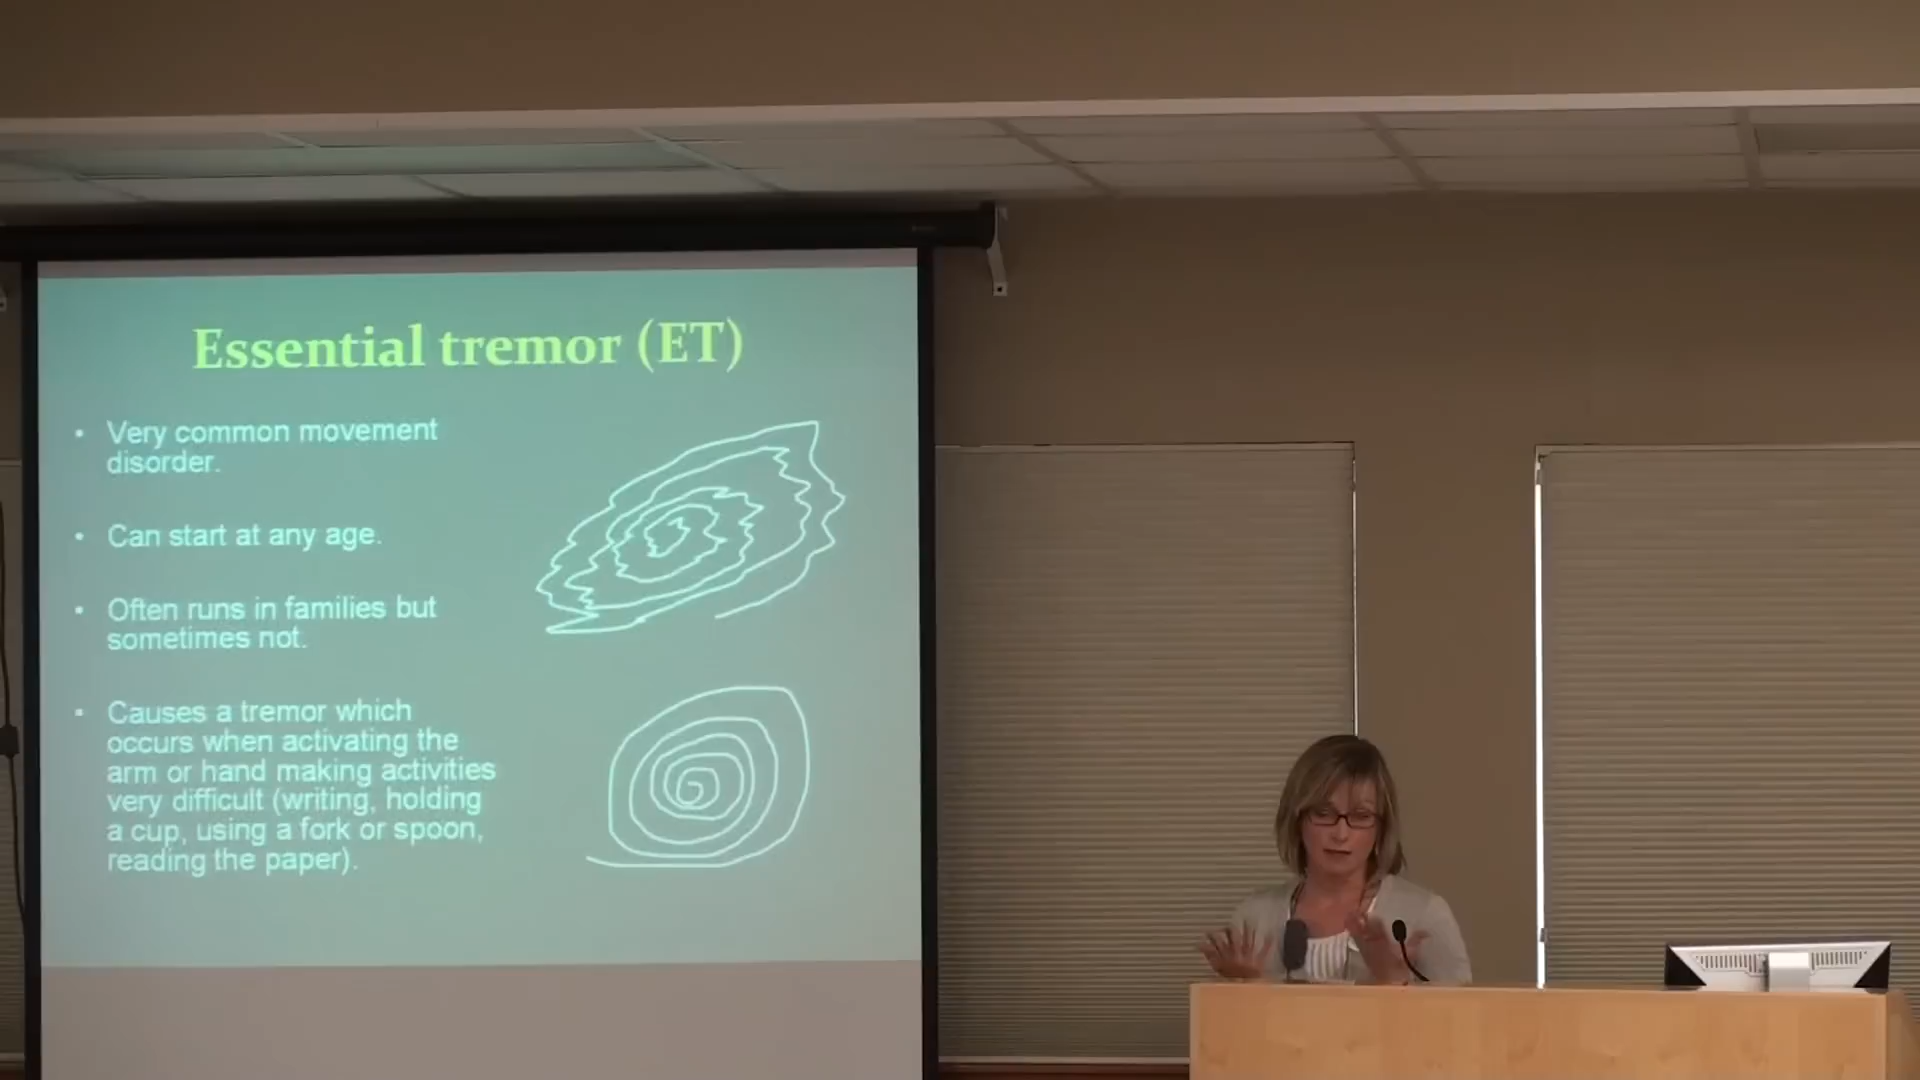 Essential tremor (ET)
• Very common movement
disorder.
• Can start at any age.
• Often runs in families but
sometimes not.
• Causes a tremor which
occurs when activating the
arm or hand making activities
very difficult (writing, holding
a cup, using a fork or spoon,
reading the paper).